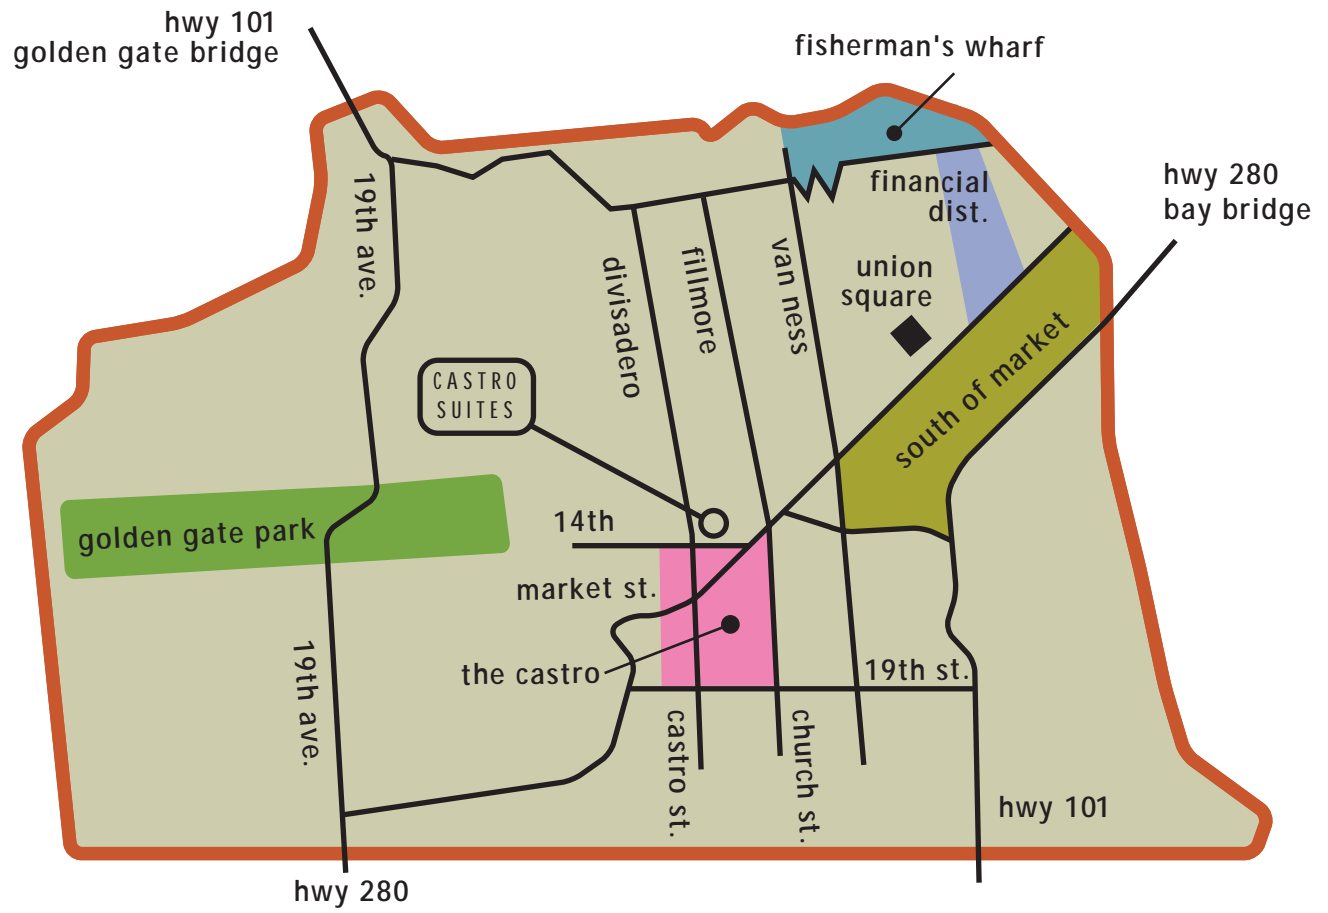 hwy 101
golden gate bridge
fisherman's wharf
hwy 280
bay bridge
financial
dist.
19th ave.
union
square
divisadero
fillmore
van ness
south of market
CASTRO
SUITES
golden gate park
14th
market st.
the castro
19th st.
19th ave.
castro st.
church st.
hwy 101
hwy 280